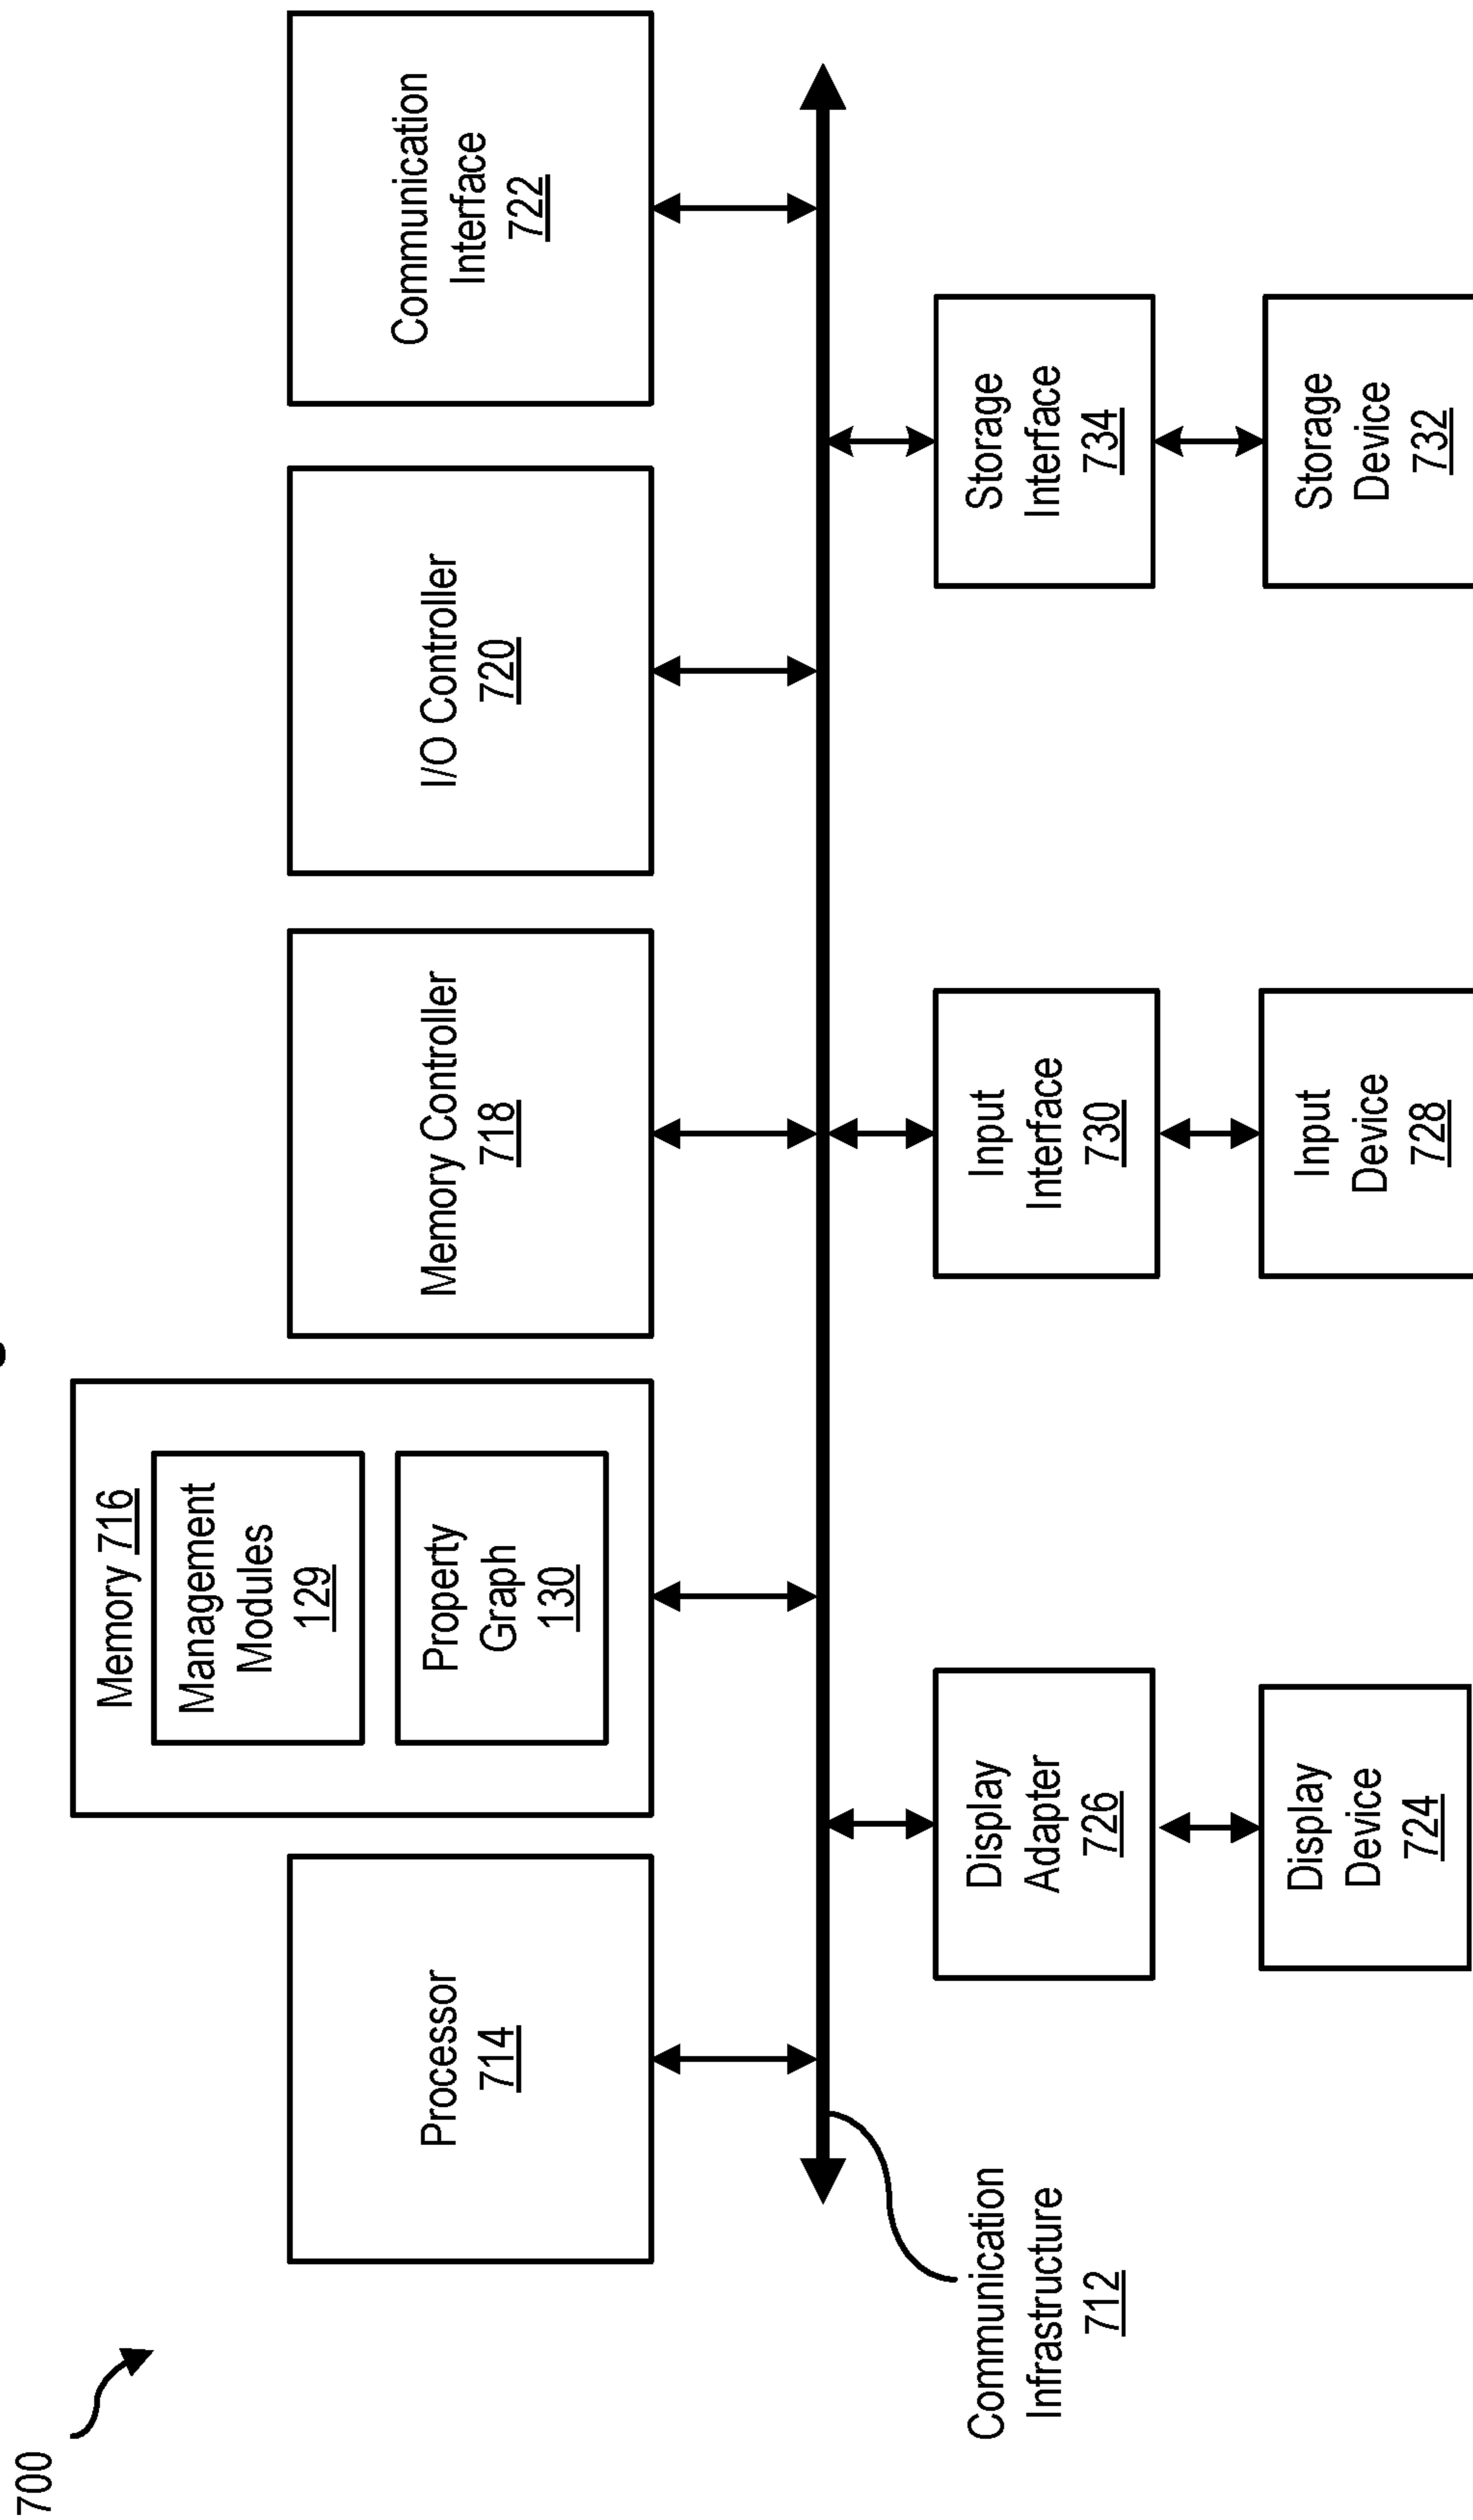 700
Processor
714
Memory 716
Management
Modules
129
Property
Graph
130
Memory Controller
718
I/O Controller
720
Communication
Interface
722
Communication
Infrastructure
712
Display
Adapter
726
Input
Interface
730
Storage
Interface
734
Display
Device
724
Input
Device
728
Storage
Device
732